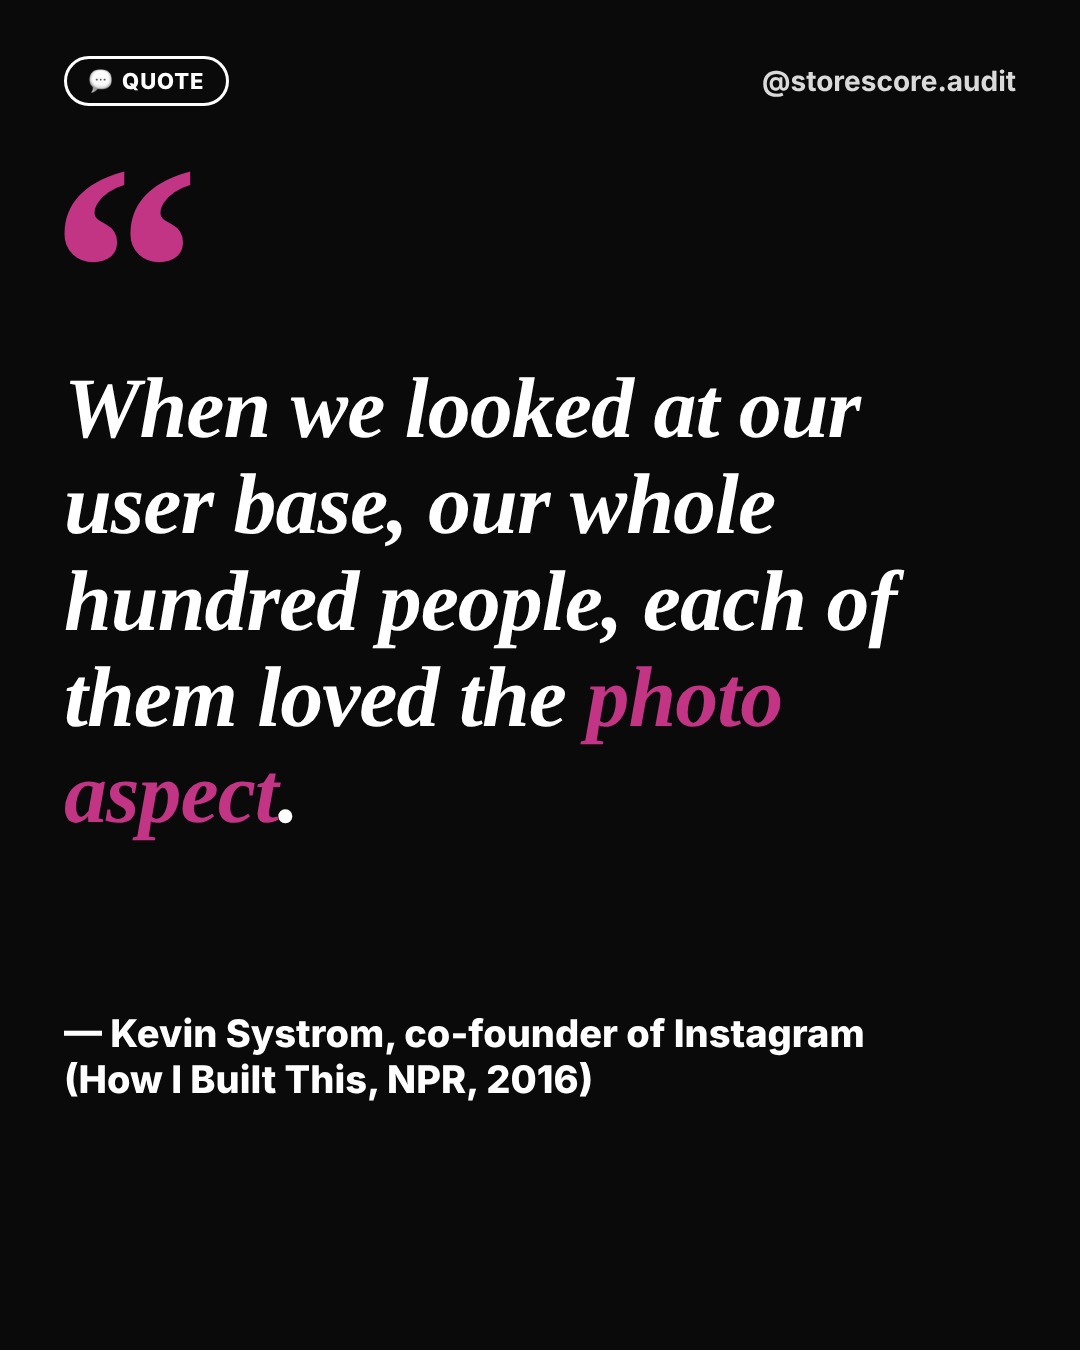 💬 QUOTE
@storescore.audit
“
When we looked at our
user base, our whole
hundred people, each of
them loved the photo
aspect.
— Kevin Systrom, co-founder of Instagram
(How I Built This, NPR, 2016)